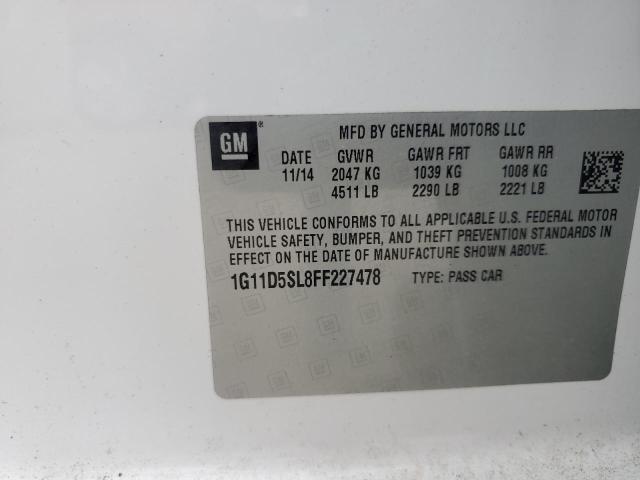 GM®
MFD BY GENERAL MOTORS LLC
DATE GVWR GAWR FRT GAWR RR
11/14 2047 KG 1039 KG 1008 KG
4511 LB 2290 LB 2221 LB
THIS VEHICLE CONFORMS TO ALL APPLICABLE U.S. FEDERAL MOTOR
VEHICLE SAFETY, BUMPER, AND THEFT PREVENTION STANDARDS IN
EFFECT ON THE DATE OF MANUFACTURE SHOWN ABOVE.
1G11D5SL8FF227478 TYPE: PASS CAR